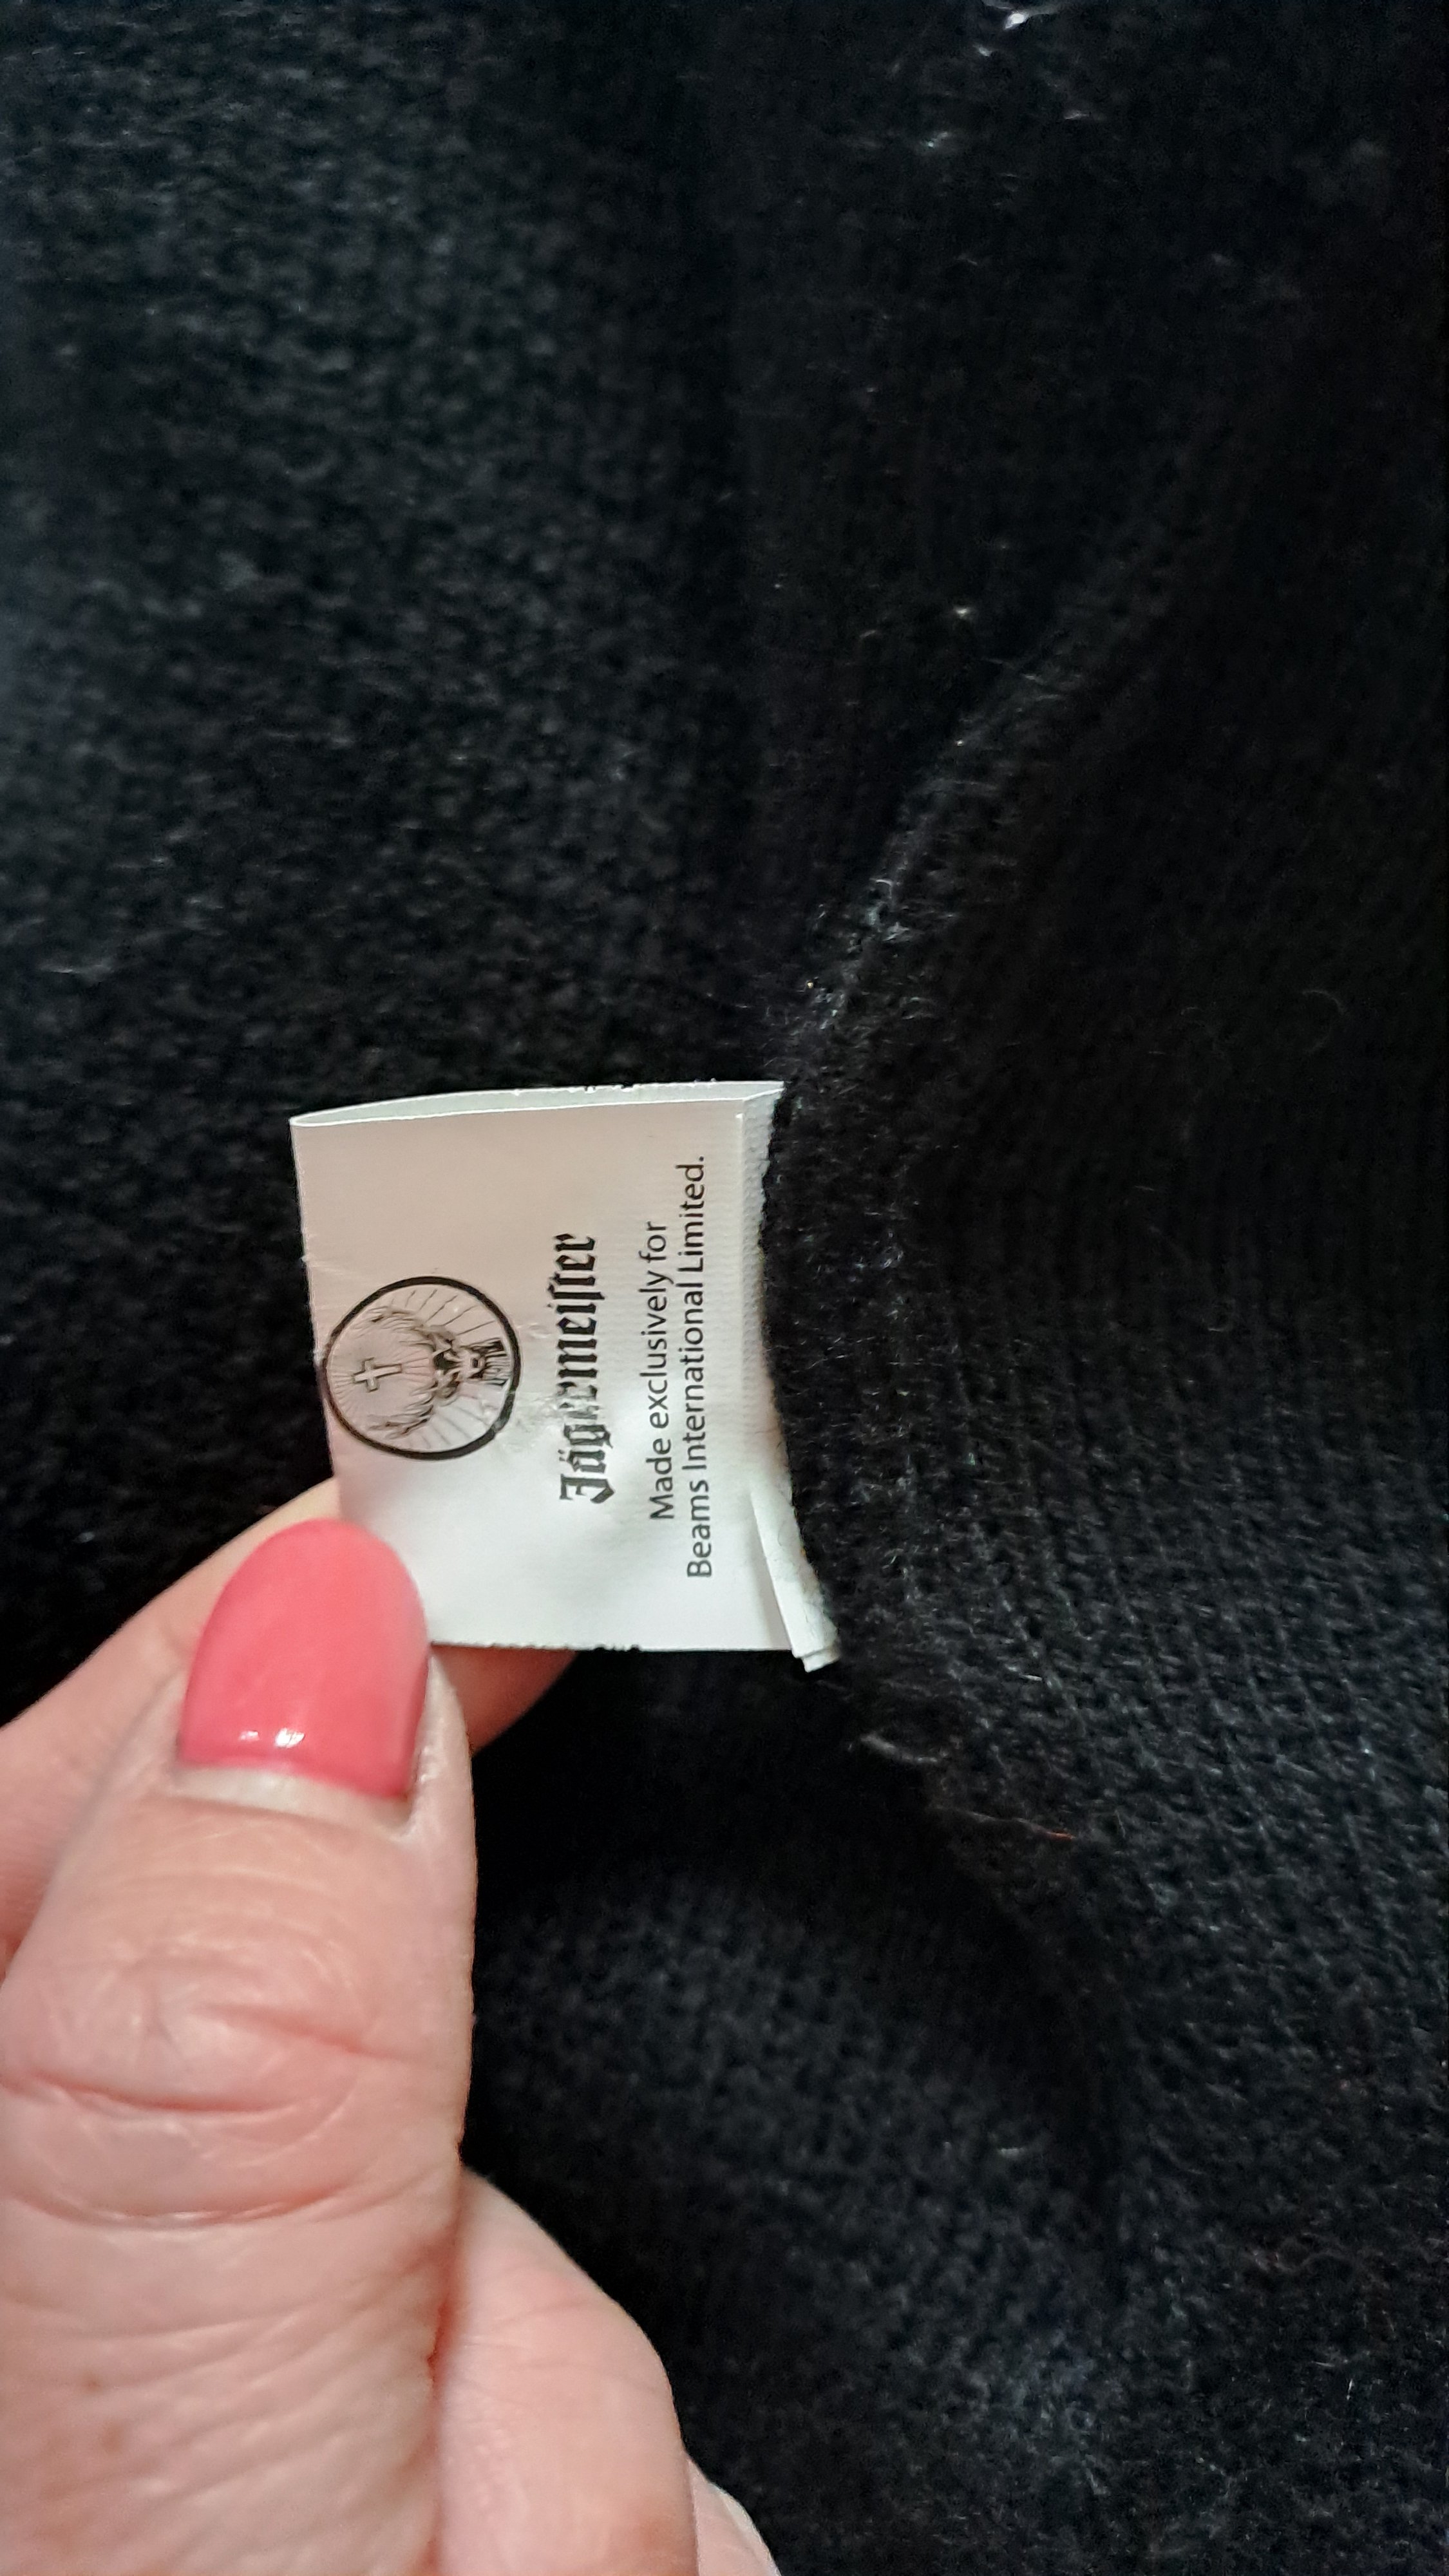 Jägermeiſter
Made exclusively for
Beams International Limited.